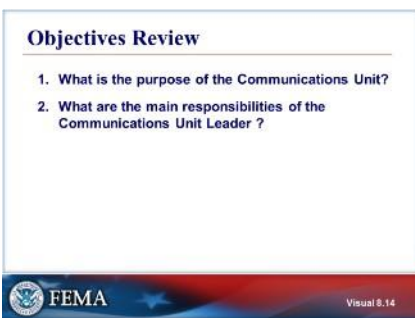 Objectives Review
1. What is the purpose of the Communications Unit?
2. What are the main responsibilities of the
Communications Unit Leader ?
FEMA
Visual 8.14